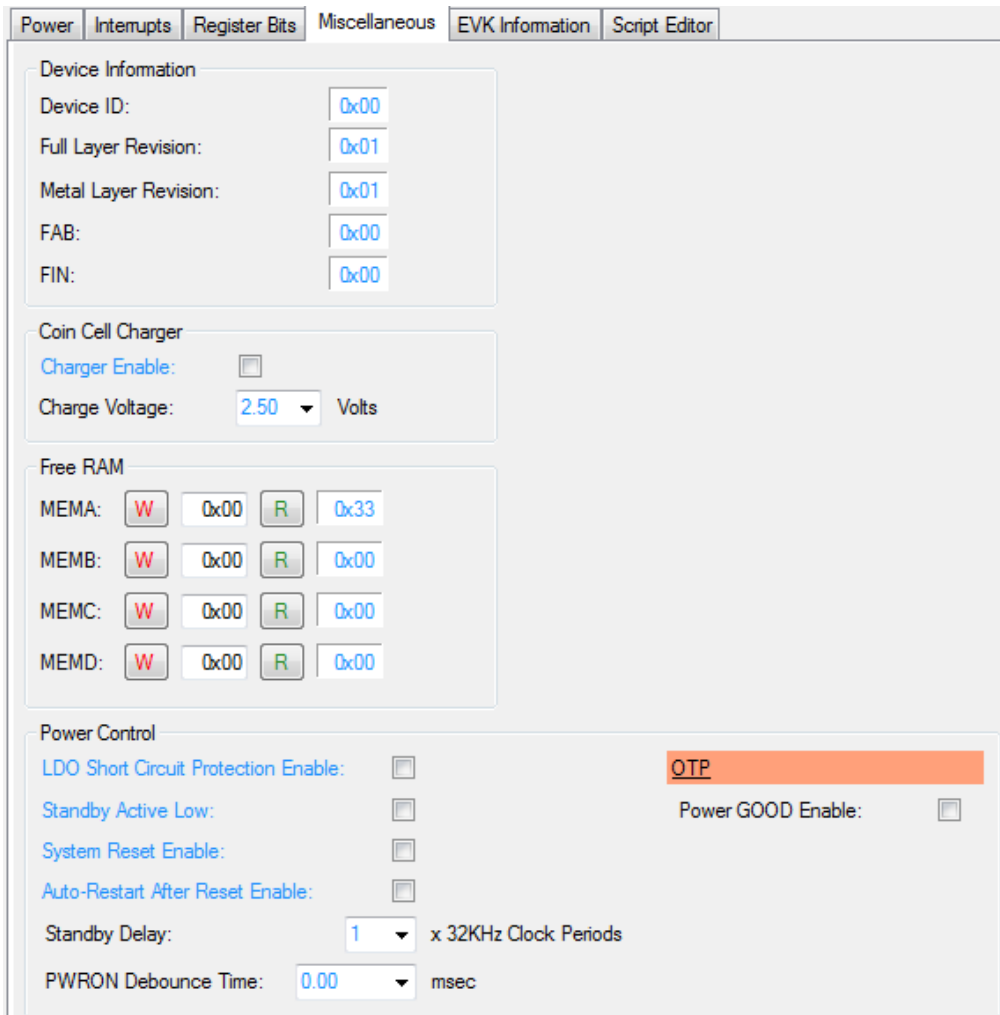 Power Interrupts Register Bits Miscellaneous EVK Information Script Editor
Device Information
Device ID: 0x00
Full Layer Revision: 0x01
Metal Layer Revision: 0x01
FAB: 0x00
FIN: 0x00
Coin Cell Charger
Charger Enable:
Charge Voltage: 2.50 Volts
Free RAM
MEMA: W 0x00 R 0x33
MEMB: W 0x00 R 0x00
MEMC: W 0x00 R 0x00
MEMD: W 0x00 R 0x00
Power Control
LDO Short Circuit Protection Enable: OTP
Standby Active Low: Power GOOD Enable:
System Reset Enable:
Auto-Restart After Reset Enable:
Standby Delay: 1 x 32KHz Clock Periods
PWRON Debounce Time: 0.00 msec